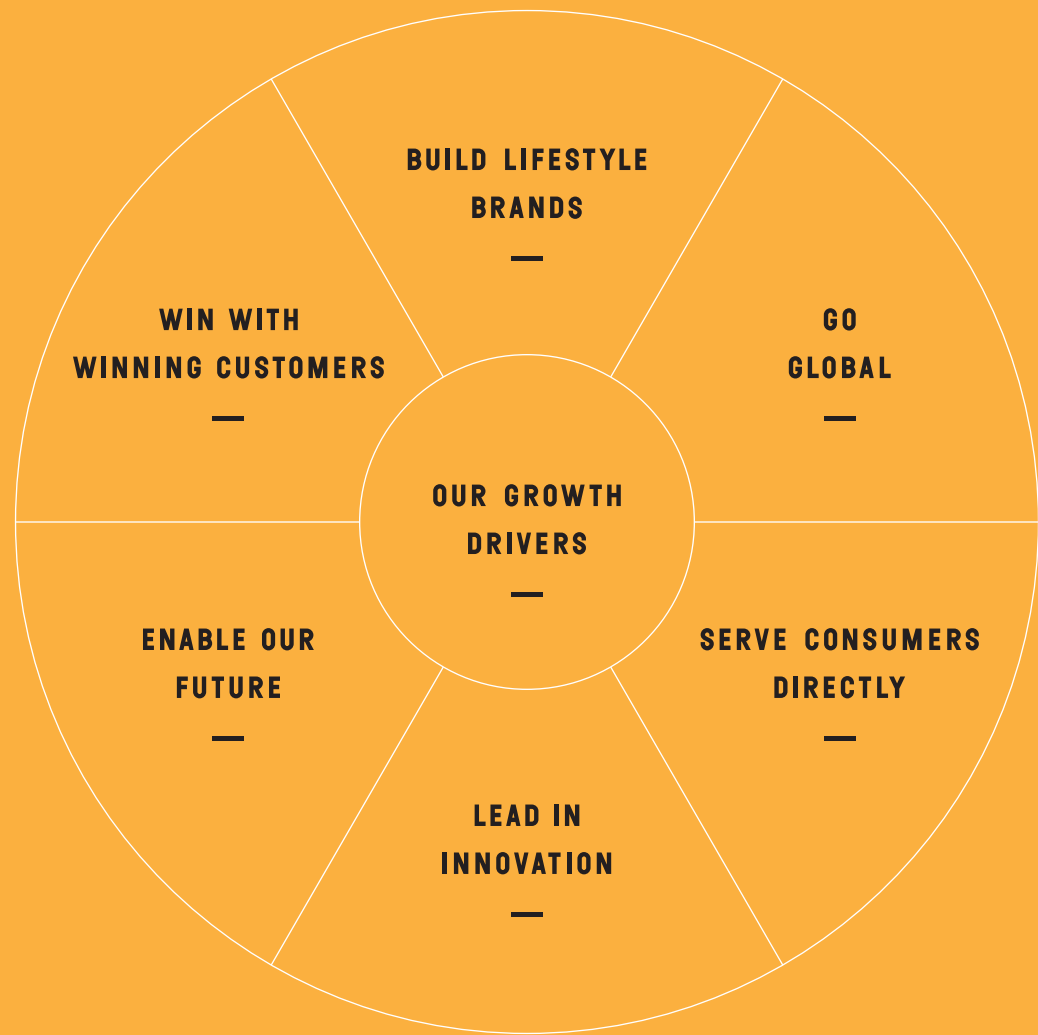 BUILD LIFESTYLE
BRANDS
WIN WITH
WINNING CUSTOMERS
GO
GLOBAL
OUR GROWTH
DRIVERS
ENABLE OUR
FUTURE
SERVE CONSUMERS
DIRECTLY
LEAD IN
INNOVATION